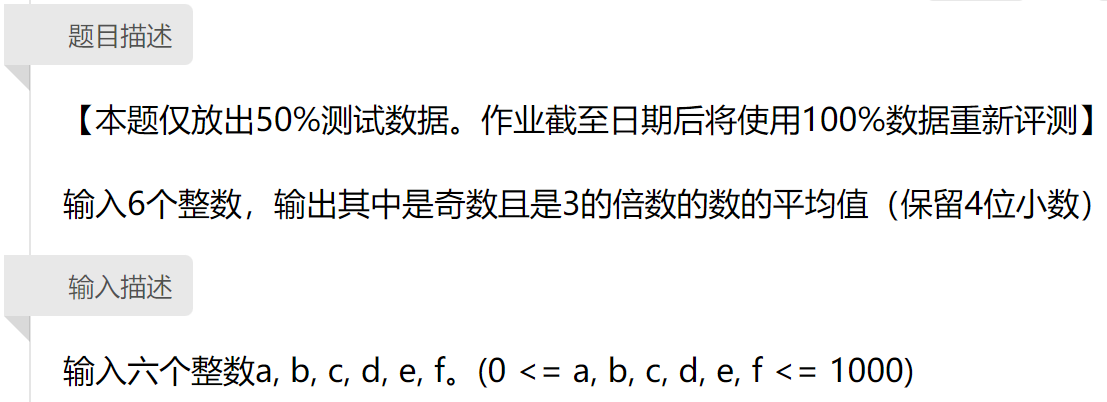 题目描述
【本题仅放出50%测试数据。作业截至日期后将使用100%数据重新评测】
输入6个整数，输出其中是奇数且是3的倍数的数的平均值（保留4位小数）
输入描述
输入六个整数a, b, c, d, e, f。(0 <= a, b, c, d, e, f <= 1000)